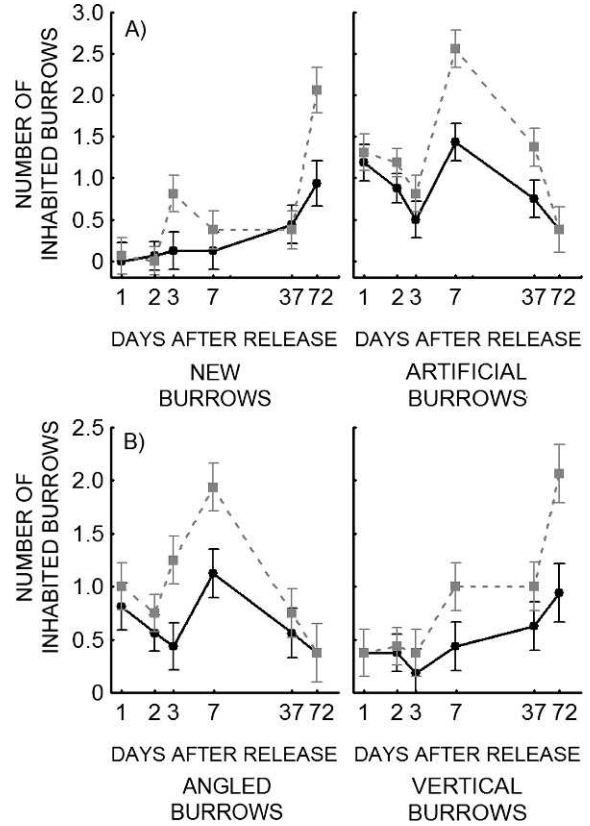 A)
NUMBER OF
INHABITED BURROWS
3.0
2.5
2.0
1.5
1.0
0.5
0
1 2 3 7 37 72
1 2 3 7 37 72
DAYS AFTER RELEASE
DAYS AFTER RELEASE
NEW
BURROWS
ARTIFICIAL
BURROWS
B)
NUMBER OF
INHABITED BURROWS
2.5
2.0
1.5
1.0
0.5
0
1 2 3 7 37 72
1 2 3 7 37 72
DAYS AFTER RELEASE
DAYS AFTER RELEASE
ANGLED
BURROWS
VERTICAL
BURROWS